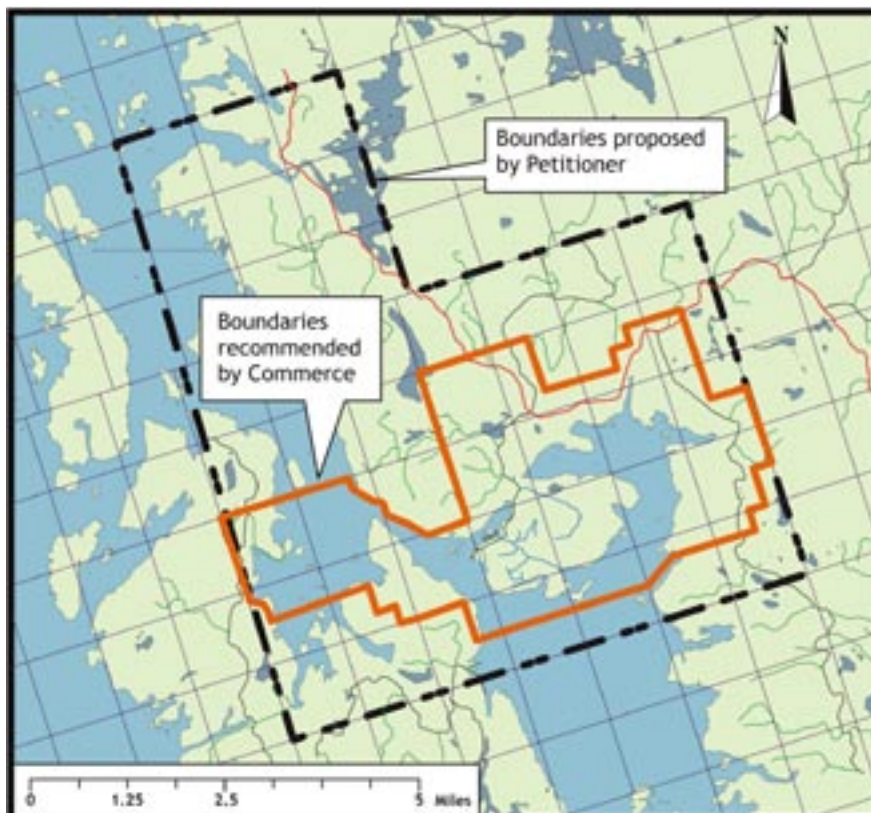 N
Boundaries proposed
by Petitioner
Boundaries
recommended
by Commerce
0 1.25 2.5 5 Miles